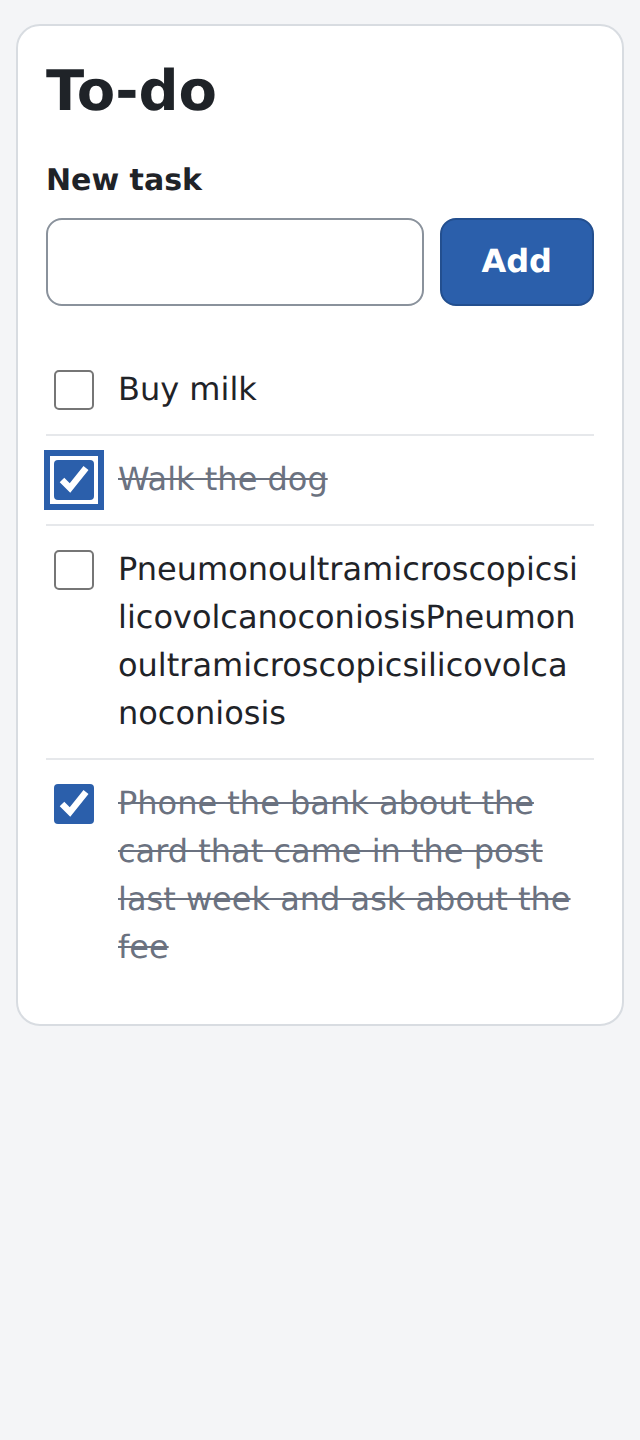 To-do
New task
Add
Buy milk
Walk the dog
Pneumonoultramicroscopicsi
licovolcanoconiosisPneumon
oultramicroscopicsilicovolca
noconiosis
Phone the bank about the
card that came in the post
last week and ask about the
fee